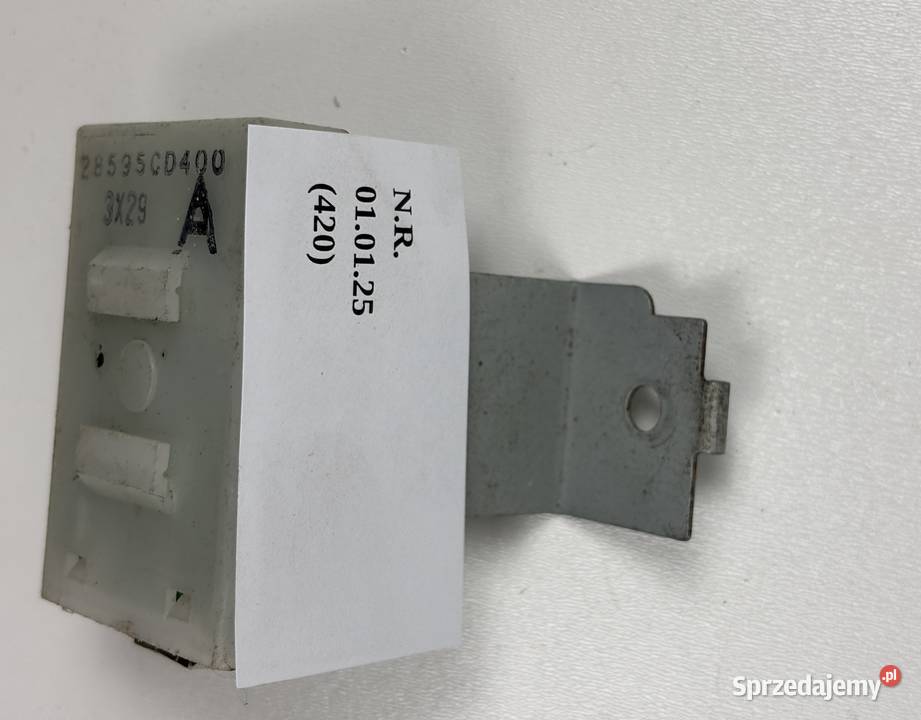 28595CD400
3X29
A
N.R.
01.01.25
(420)
Sprzedajemy.pl